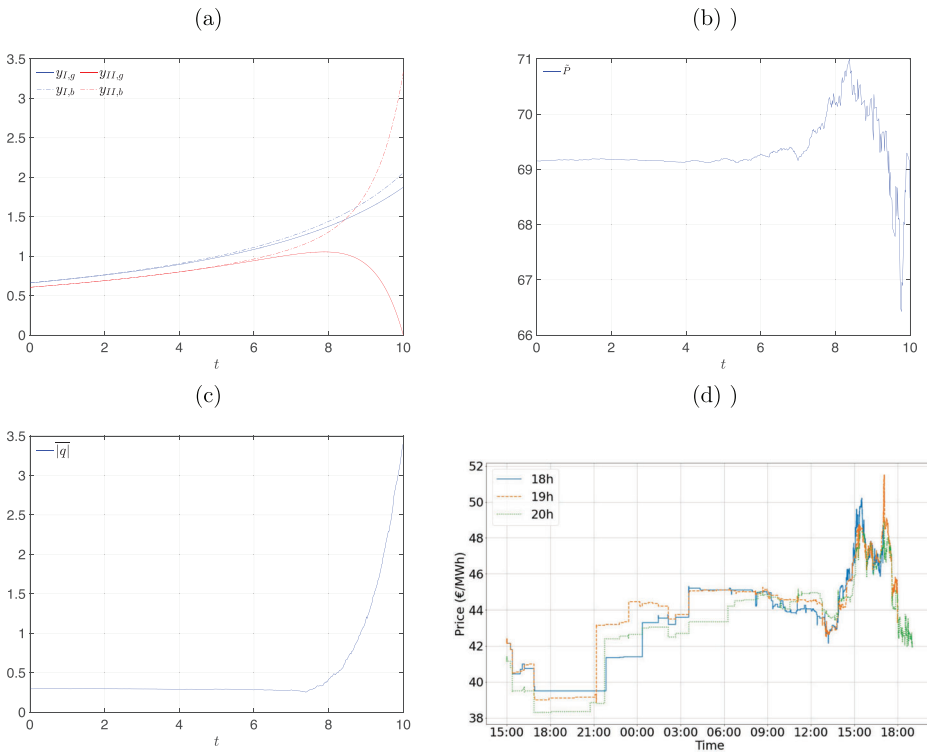 (a)
(b) )
3.5
3
2.5
2
1.5
1
0.5
0
y_{I,g} y_{II,g}
y_{I,b} y_{II,b}
0 2 4 6 8 10
t
71
70
69
68
67
66
P̃
0 2 4 6 8 10
t
(c)
(d) )
3.5
3
2.5
2
1.5
1
0.5
0
\overline{|q|}
0 2 4 6 8 10
t
52
50
48
46
44
42
40
38
Price (€/MWh)
18h
19h
20h
15:00 18:00 21:00 00:00 03:00 06:00 09:00 12:00 15:00 18:00
Time